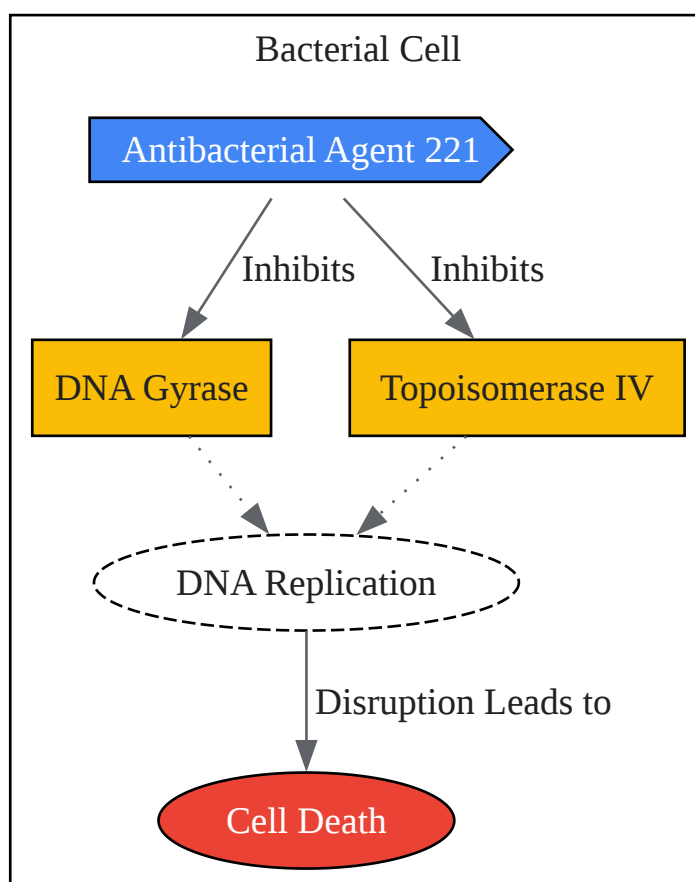 Bacterial Cell
Antibacterial Agent 221
Inhibits
Inhibits
DNA Gyrase
Topoisomerase IV
DNA Replication
Disruption Leads to
Cell Death